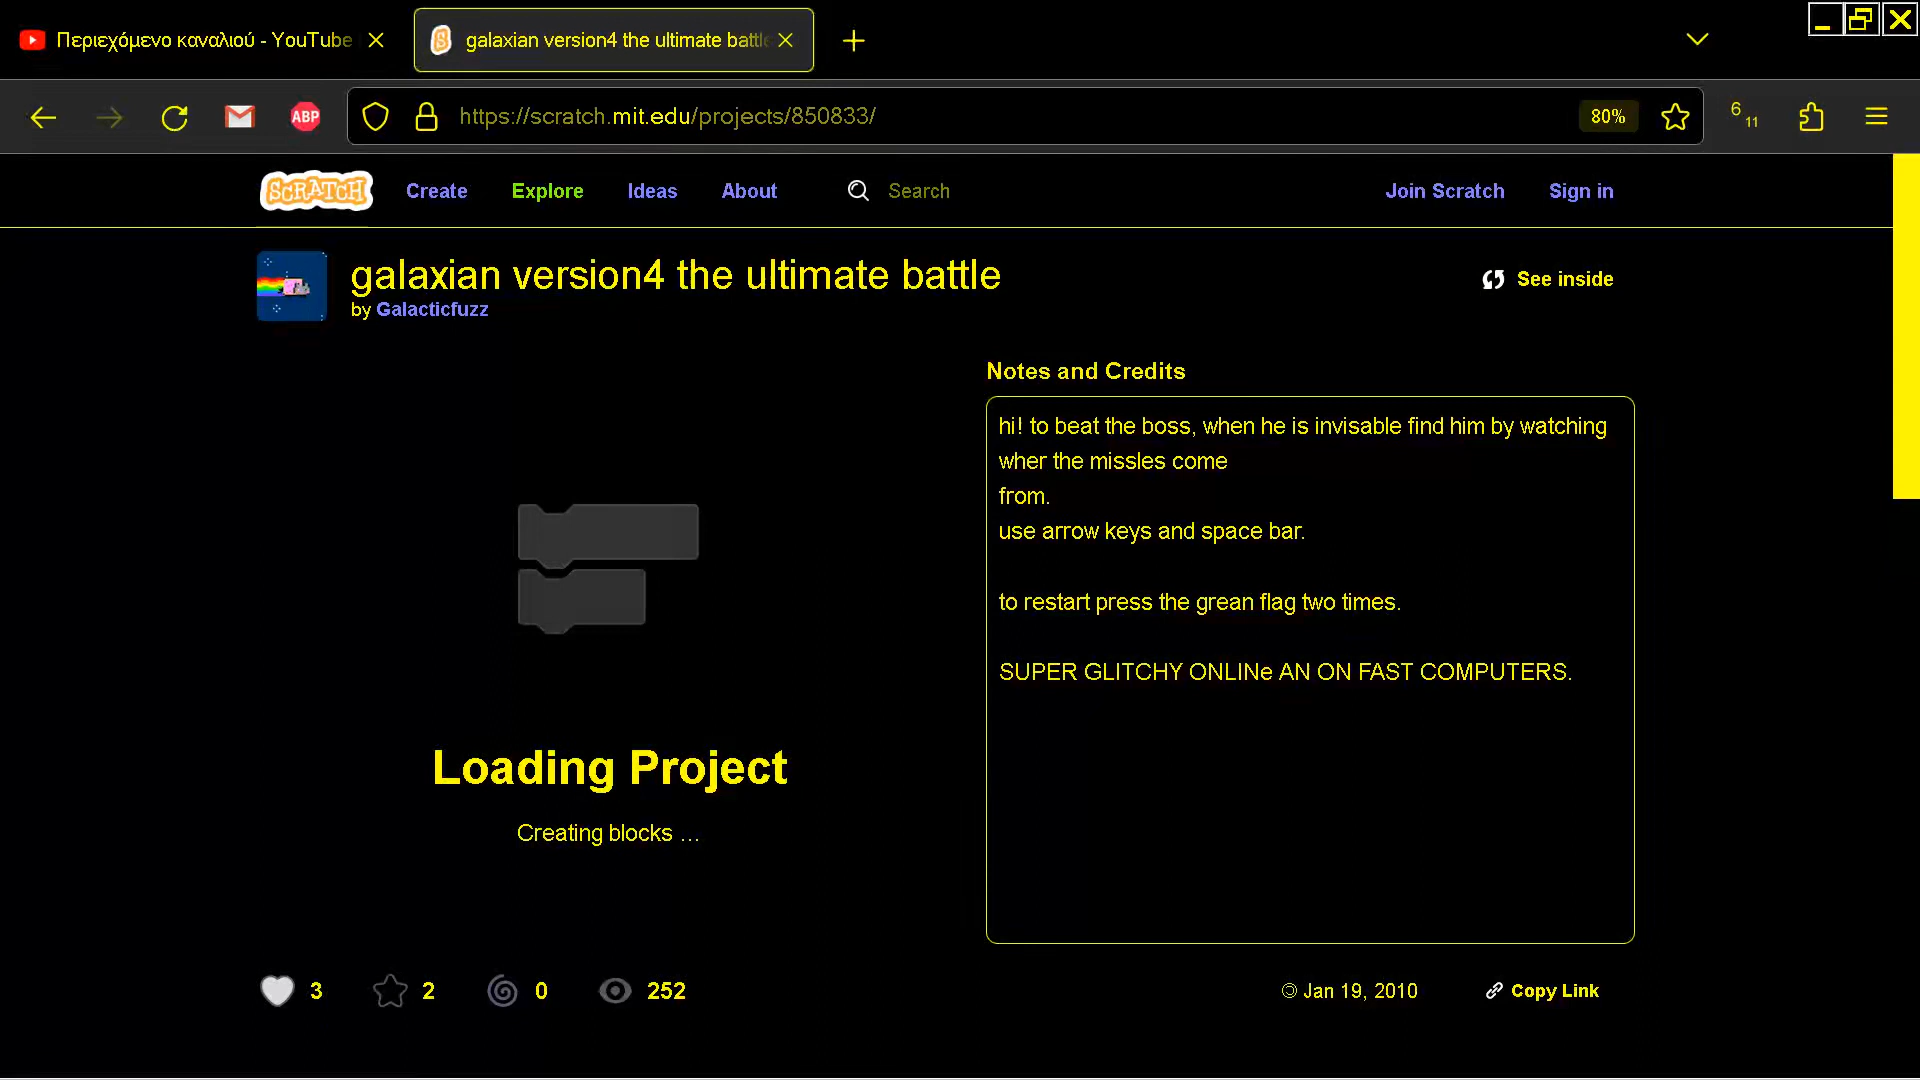 Περιεχόμενο καναλιού - YouTube
galaxian version4 the ultimate battle
ABP
https://scratch.mit.edu/projects/850833/
80%
6
11
SCRATCH
Create
Explore
Ideas
About
Search
Join Scratch
Sign in
galaxian version4 the ultimate battle
by Galacticfuzz
See inside
Notes and Credits
hi! to beat the boss, when he is invisable find him by watching
wher the missles come
from.
use arrow keys and space bar.
to restart press the grean flag two times.
SUPER GLITCHY ONLINe AN ON FAST COMPUTERS.
Loading Project
Creating blocks …
3
2
0
252
Jan 19, 2010
Copy Link